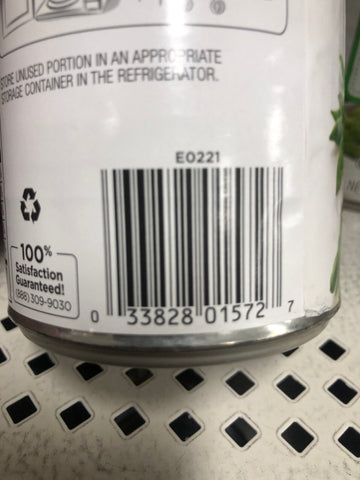 STORE UNUSED PORTION IN AN APPROPRIATE
STORAGE CONTAINER IN THE REFRIGERATOR.
E0221
100%
Satisfaction
Guaranteed!
(888)309-9030
0 33828 01572 7